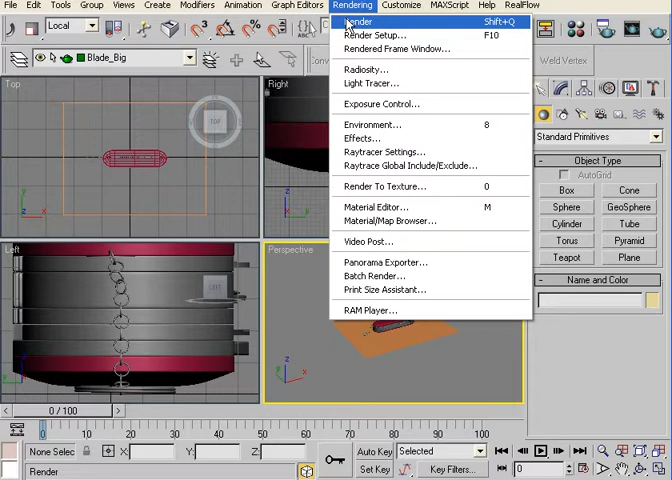 File Edit Tools Group Views Create Modifiers Animation Graph Editors Rendering Customize MAXScript Help RealFlow
Blade_Big
Render Shift+Q
Render Setup... F10
Rendered Frame Window...
Radiosity...
Light Tracer...
Exposure Control...
Environment... 8
Effects...
Raytracer Settings...
Raytrace Global Include/Exclude...
Render To Texture... 0
Material Editor... M
Material/Map Browser...
Video Post...
Panorama Exporter...
Batch Render...
Print Size Assistant...
RAM Player...
Weld Vertex
Top
TOP
Right
Left
LEFT
Perspective
Standard Primitives
Object Type
AutoGrid
Box Cone
Sphere GeoSphere
Cylinder Tube
Torus Pyramid
Teapot Plane
Name and Color
0 / 100
0 10 20 30 40 50 60 70 80 90 100
None Selec X: Y: Z: Auto Key Selected
Render Set Key Key Filters... 0